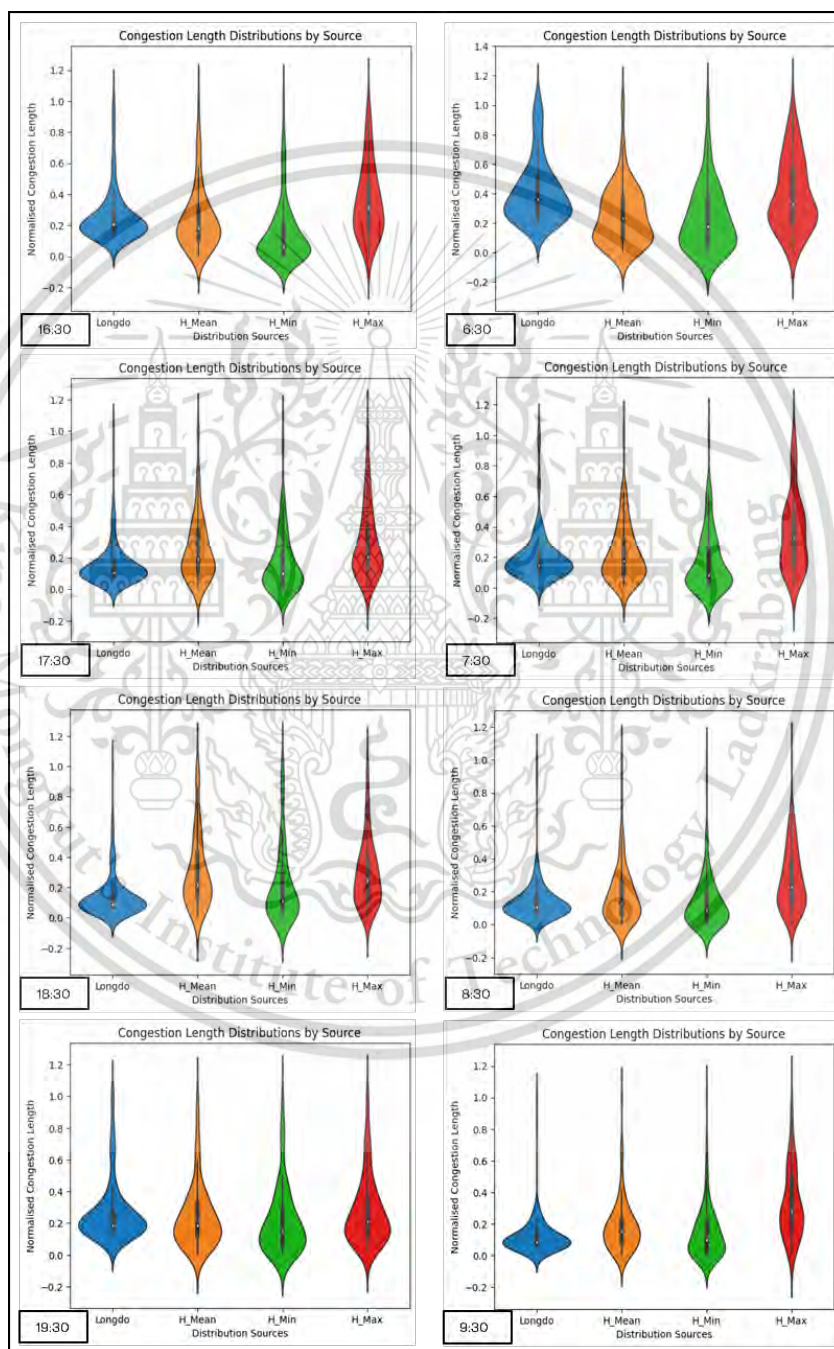 Congestion Length Distributions by Source
Normalised Congestion Length
1.2
1.0
0.8
0.6
0.4
0.2
0.0
−0.2
Longdo H_Mean H_Min H_Max
Distribution Sources
16:30
Congestion Length Distributions by Source
Normalised Congestion Length
1.4
1.2
1.0
0.8
0.6
0.4
0.2
0.0
−0.2
Longdo H_Mean H_Min H_Max
Distribution Sources
6:30
Congestion Length Distributions by Source
Normalised Congestion Length
1.2
1.0
0.8
0.6
0.4
0.2
0.0
−0.2
Longdo H_Mean H_Min H_Max
Distribution Sources
17:30
Congestion Length Distributions by Source
Normalised Congestion Length
1.2
1.0
0.8
0.6
0.4
0.2
0.0
−0.2
Longdo H_Mean H_Min H_Max
Distribution Sources
7:30
Congestion Length Distributions by Source
Normalised Congestion Length
1.2
1.0
0.8
0.6
0.4
0.2
0.0
−0.2
Longdo H_Mean H_Min H_Max
Distribution Sources
18:30
Congestion Length Distributions by Source
Normalised Congestion Length
1.2
1.0
0.8
0.6
0.4
0.2
0.0
−0.2
Longdo H_Mean H_Min H_Max
Distribution Sources
8:30
Congestion Length Distributions by Source
Normalised Congestion Length
1.2
1.0
0.8
0.6
0.4
0.2
0.0
−0.2
Longdo H_Mean H_Min H_Max
Distribution Sources
19:30
Congestion Length Distributions by Source
Normalised Congestion Length
1.2
1.0
0.8
0.6
0.4
0.2
0.0
−0.2
Longdo H_Mean H_Min H_Max
Distribution Sources
9:30
Institute of Technology Ladkrabang